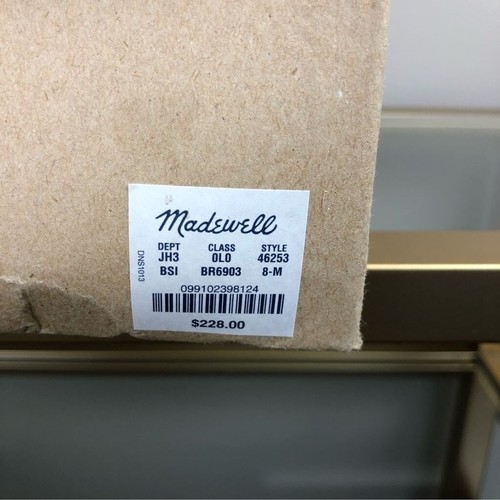 Madewell
DEPT CLASS STYLE
JH3 0L0 46253
BSI BR6903 8-M
099102398124
$228.00
DNS1013